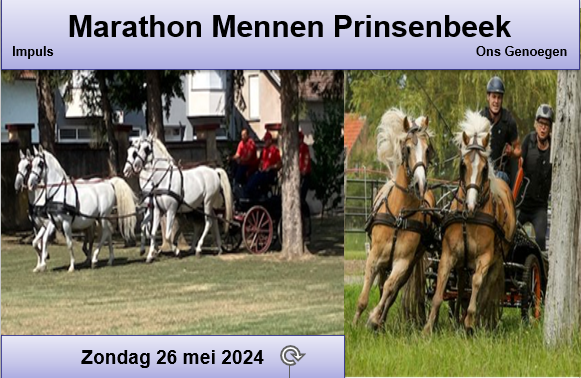 Marathon Mennen Prinsenbeek
Impuls
Ons Genoegen
Zondag 26 mei 2024